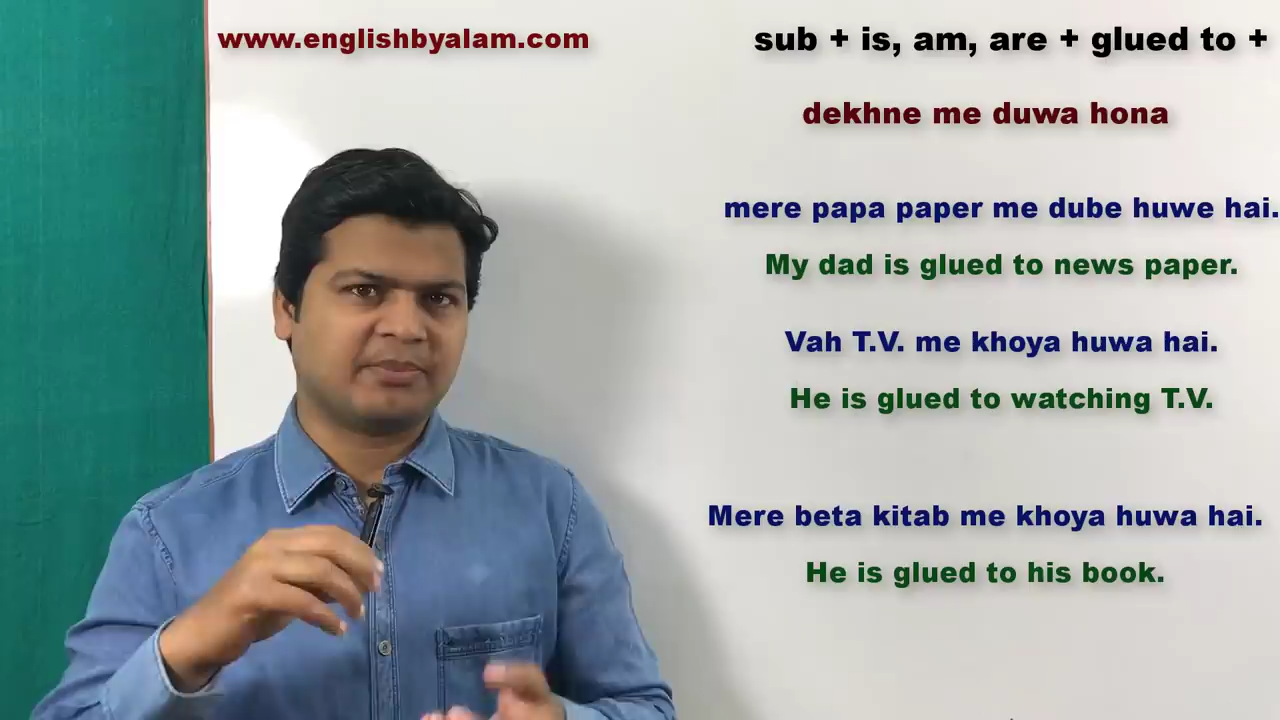 www.englishbyalam.com
sub + is, am, are + glued to +
dekhne me duwa hona
mere papa paper me dube huwe hai.
My dad is glued to news paper.
Vah T.V. me khoya huwa hai.
He is glued to watching T.V.
Mere beta kitab me khoya huwa hai.
He is glued to his book.